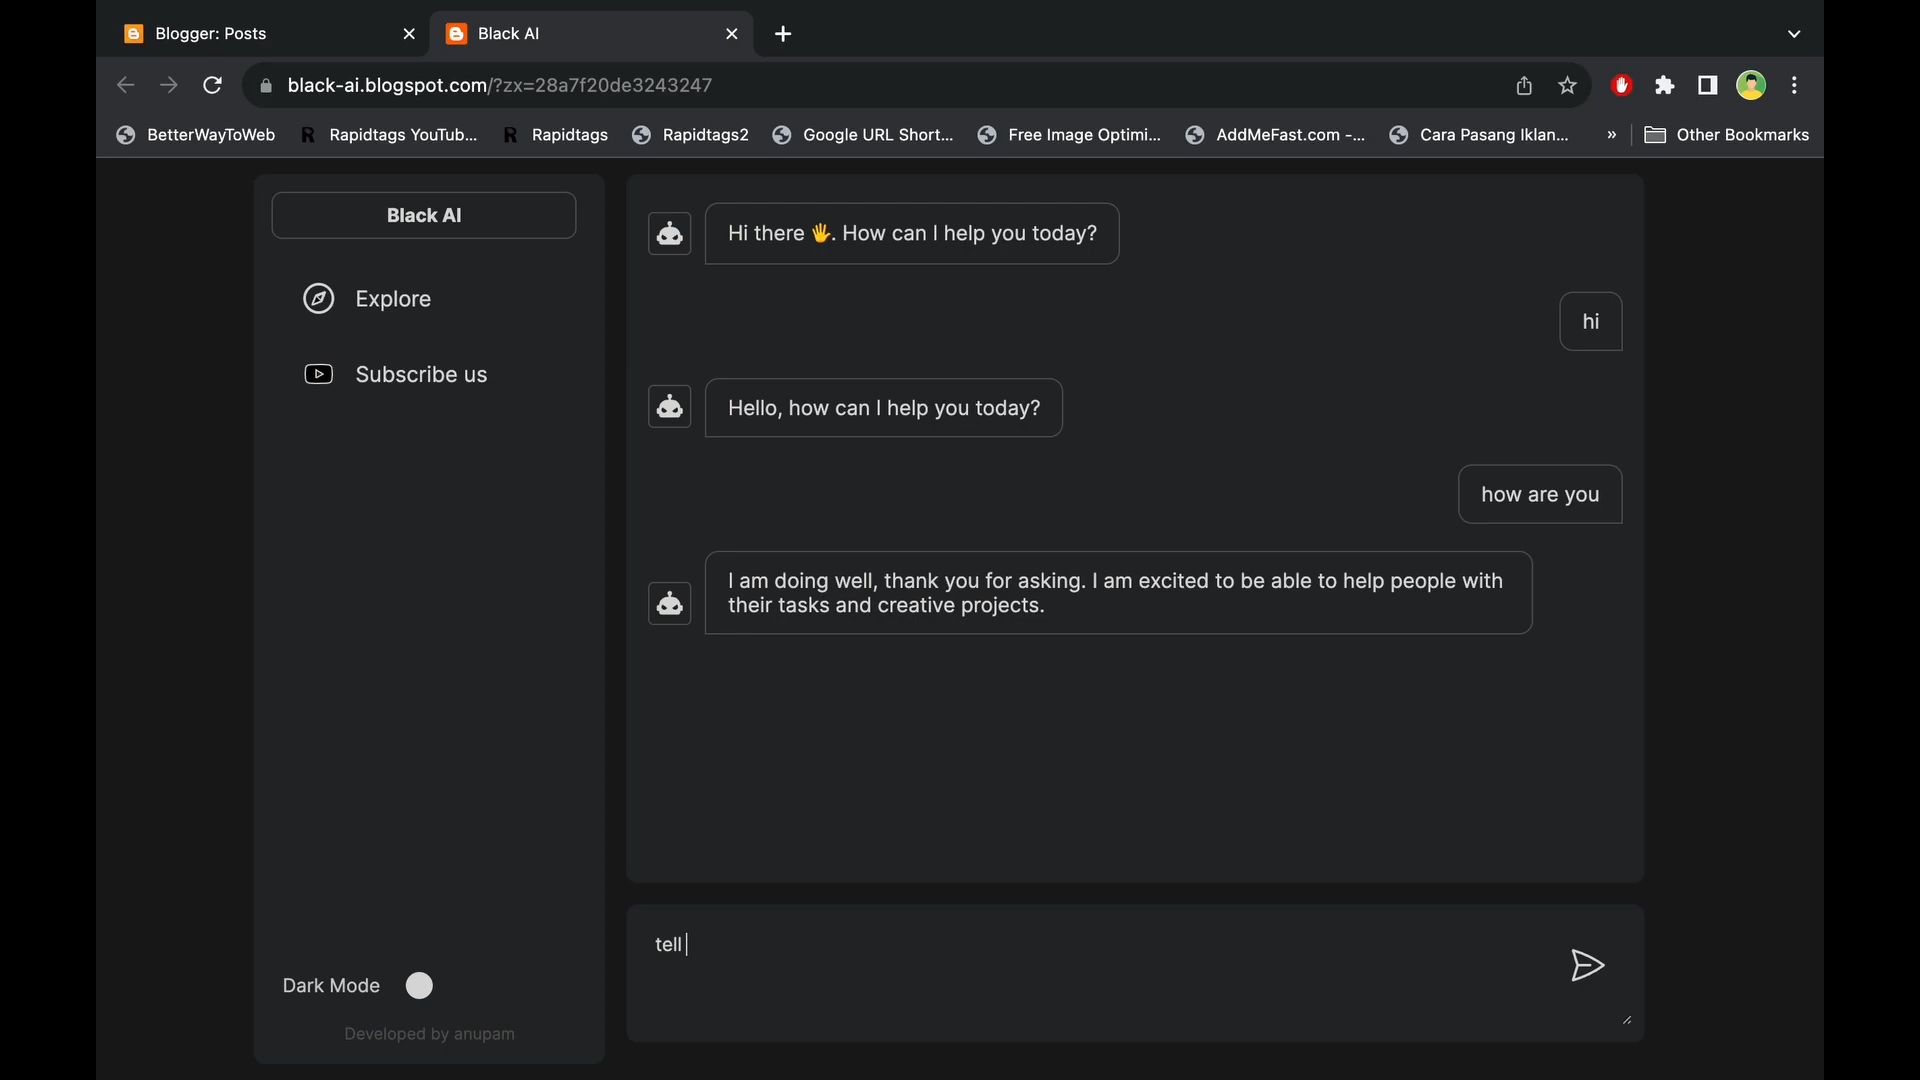 Blogger: Posts
Black AI
black-ai.blogspot.com/?zx=28a7f20de3243247
BetterWayToWeb
Rapidtags YouTub...
Rapidtags
Rapidtags2
Google URL Short...
Free Image Optimi...
AddMeFast.com -...
Cara Pasang Iklan...
»
Other Bookmarks
Black AI
Explore
Subscribe us
Dark Mode
Developed by anupam
Hi there 🖐. How can I help you today?
hi
Hello, how can I help you today?
how are you
I am doing well, thank you for asking. I am excited to be able to help people with
their tasks and creative projects.
tell